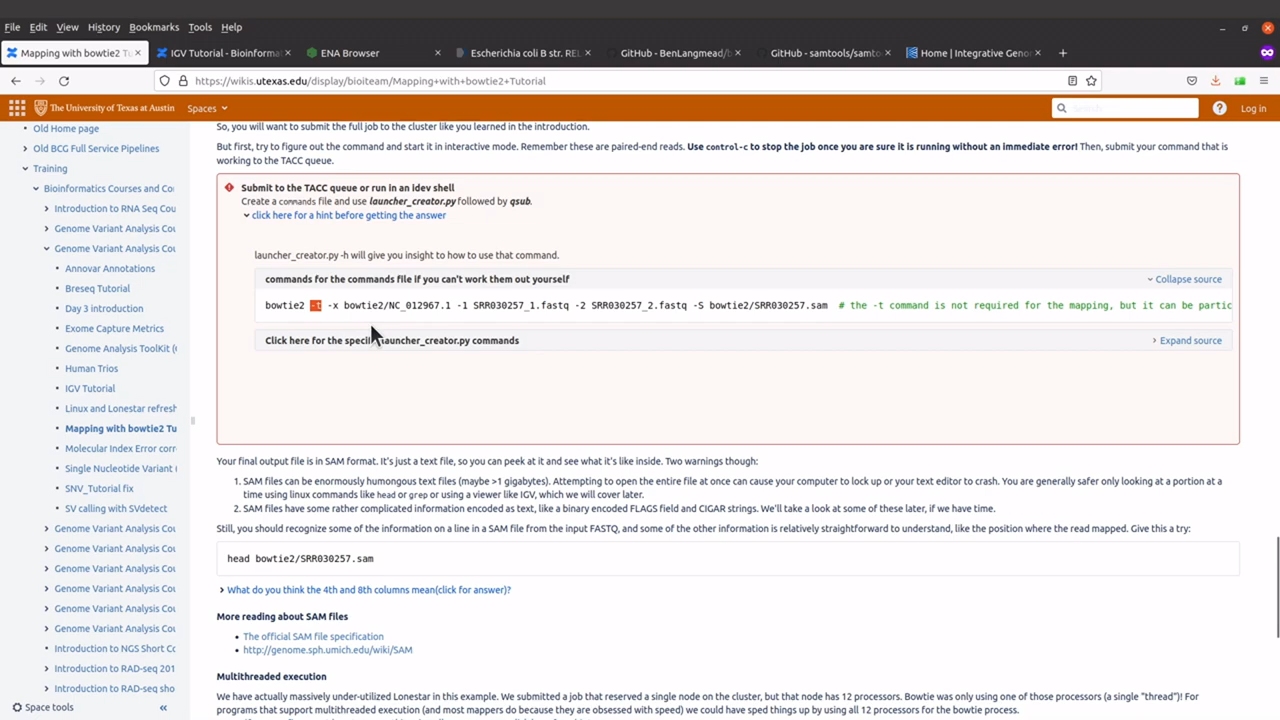 File Edit View History Bookmarks Tools Help
Mapping with bowtie2 Tu
IGV Tutorial - Bioinformat
ENA Browser
Escherichia coli B str. REL
GitHub - BenLangmead/b
GitHub - samtools/samto
Home | Integrative Geno
https://wikis.utexas.edu/display/bioiteam/Mapping+with+bowtie2+Tutorial
The University of Texas at Austin Spaces
Log in
Old Home page
Old BCG Full Service Pipelines
Training
Bioinformatics Courses and Co
Introduction to RNA Seq Cou
Genome Variant Analysis Cou
Genome Variant Analysis Cou
Annovar Annotations
Breseq Tutorial
Day 3 introduction
Exome Capture Metrics
Genome Analysis ToolKit (
Human Trios
IGV Tutorial
Linux and Lonestar refresh
Mapping with bowtie2 Tu
Molecular Index Error corr
Single Nucleotide Variant (
SNV_Tutorial fix
SV calling with SVdetect
Genome Variant Analysis Cou
Genome Variant Analysis Cou
Genome Variant Analysis Cou
Genome Variant Analysis Cou
Genome Variant Analysis Cou
Genome Variant Analysis Cou
Introduction to NGS Short Co
Introduction to RAD-seq 201
Introduction to RAD-seq sho
Space tools
So, you will want to submit the full job to the cluster like you learned in the introduction.
But first, try to figure out the command and start it in interactive mode. Remember these are paired-end reads. Use control-c to stop the job once you are sure it is running without an immediate error! Then, submit your command that is
working to the TACC queue.
Submit to the TACC queue or run in an idev shell
Create a commands file and use launcher_creator.py followed by qsub.
click here for a hint before getting the answer
launcher_creator.py -h will give you insight to how to use that command.
commands for the commands file if you can't work them out yourself Collapse source
bowtie2 -t -x bowtie2/NC_012967.1 -1 SRR030257_1.fastq -2 SRR030257_2.fastq -S bowtie2/SRR030257.sam # the -t command is not required for the mapping, but it can be partic
Click here for the specif launcher_creator.py commands Expand source
Your final output file is in SAM format. It's just a text file, so you can peek at it and see what it's like inside. Two warnings though:
1. SAM files can be enormously humongous text files (maybe >1 gigabytes). Attempting to open the entire file at once can cause your computer to lock up or your text editor to crash. You are generally safer only looking at a portion at a
time using linux commands like head or grep or using a viewer like IGV, which we will cover later.
2. SAM files have some rather complicated information encoded as text, like a binary encoded FLAGS field and CIGAR strings. We'll take a look at some of these later, if we have time.
Still, you should recognize some of the information on a line in a SAM file from the input FASTQ, and some of the other information is relatively straightforward to understand, like the position where the read mapped. Give this a try:
head bowtie2/SRR030257.sam
What do you think the 4th and 8th columns mean(click for answer)?
More reading about SAM files
The official SAM file specification
http://genome.sph.umich.edu/wiki/SAM
Multithreaded execution
We have actually massively under-utilized Lonestar in this example. We submitted a job that reserved a single node on the cluster, but that node has 12 processors. Bowtie was only using one of those processors (a single "thread")! For
programs that support multithreaded execution (and most mappers do because they are obsessed with speed) we could have sped things up by using all 12 processors for the bowtie process.